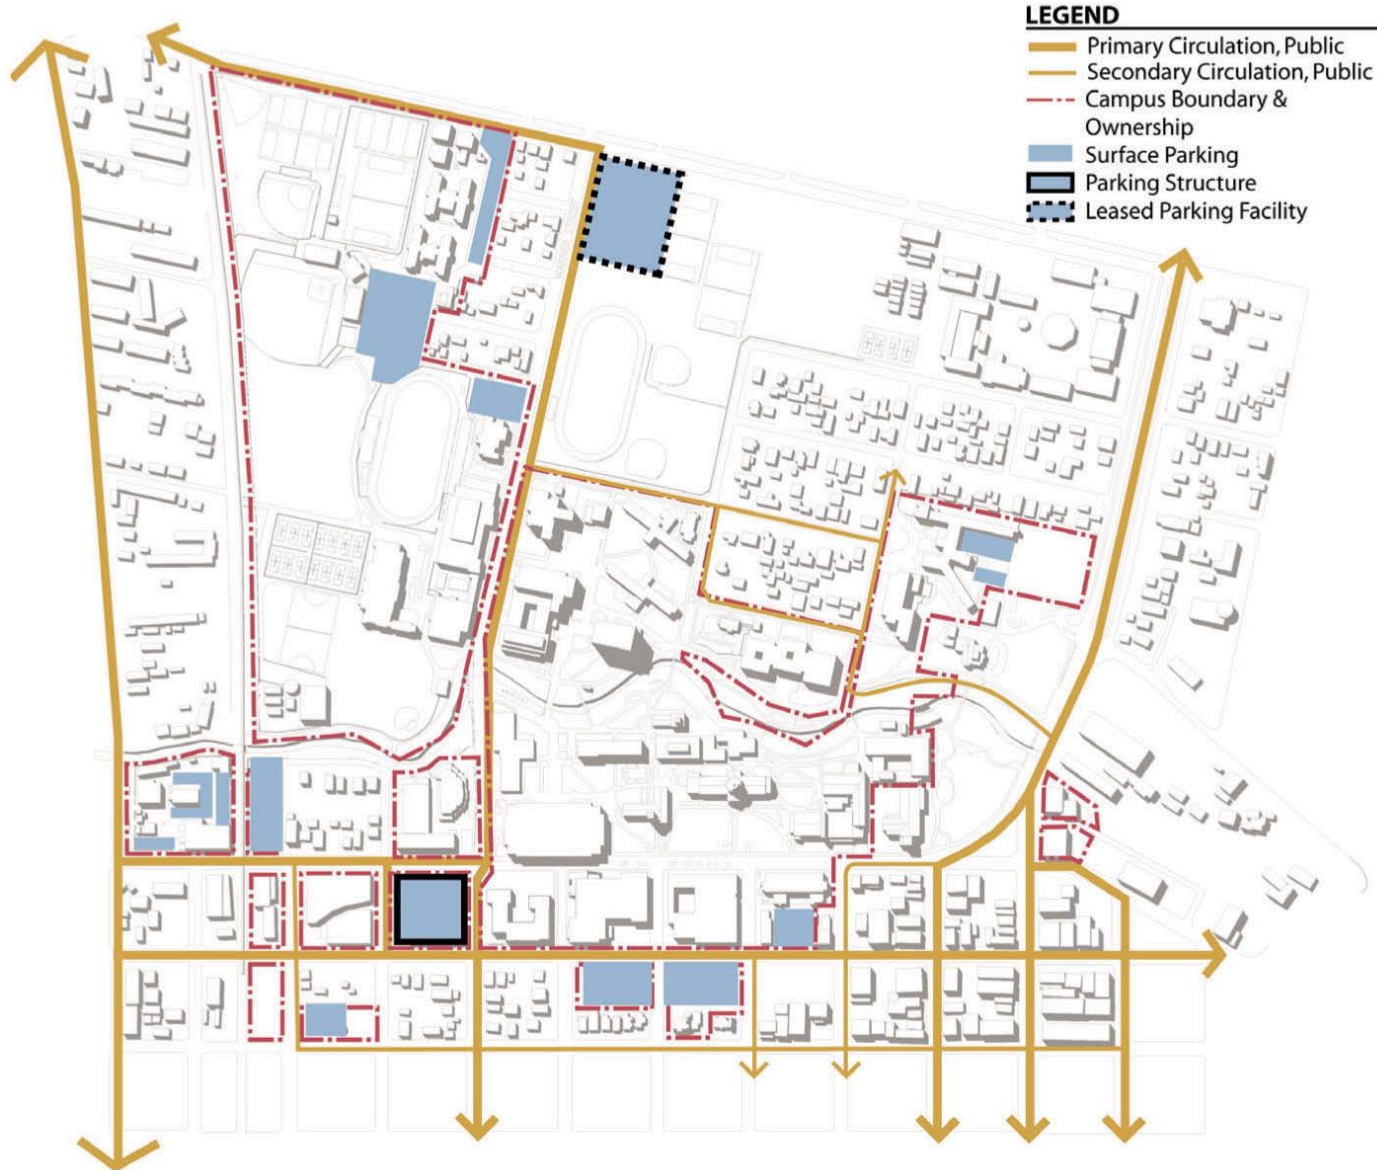 LEGEND
Primary Circulation, Public
Secondary Circulation, Public
Campus Boundary &
Ownership
Surface Parking
Parking Structure
Leased Parking Facility